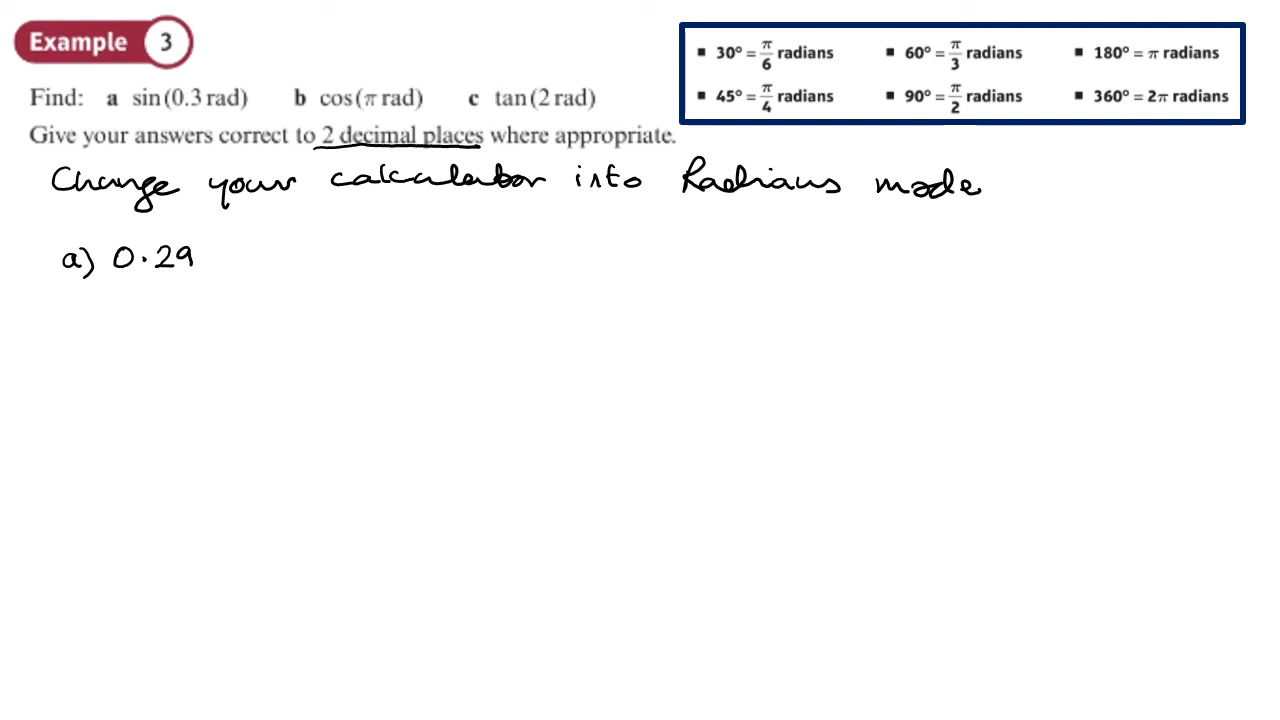 Example 3
Find: a sin(0.3 rad) b cos(π rad) c tan(2 rad)
Give your answers correct to 2 decimal places where appropriate.
▪ 30° = π/6 radians ▪ 60° = π/3 radians ▪ 180° = π radians
▪ 45° = π/4 radians ▪ 90° = π/2 radians ▪ 360° = 2π radians
Change your calculator into Radians mode
a) 0.29